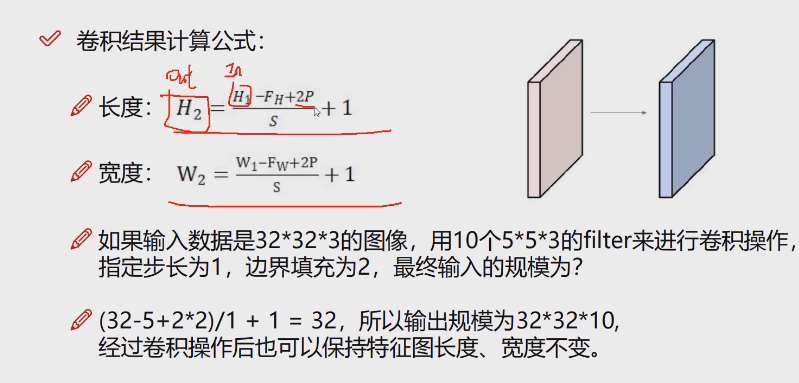 卷积结果计算公式：
out In
长度： H₂ = (H₁ −F_H+2P)/S + 1
宽度： W₂ = (W₁−F_W+2P)/S + 1
如果输入数据是32*32*3的图像，用10个5*5*3的filter来进行卷积操作，
指定步长为1，边界填充为2，最终输入的规模为？
(32-5+2*2)/1 + 1 = 32，所以输出规模为32*32*10,
经过卷积操作后也可以保持特征图长度、宽度不变。